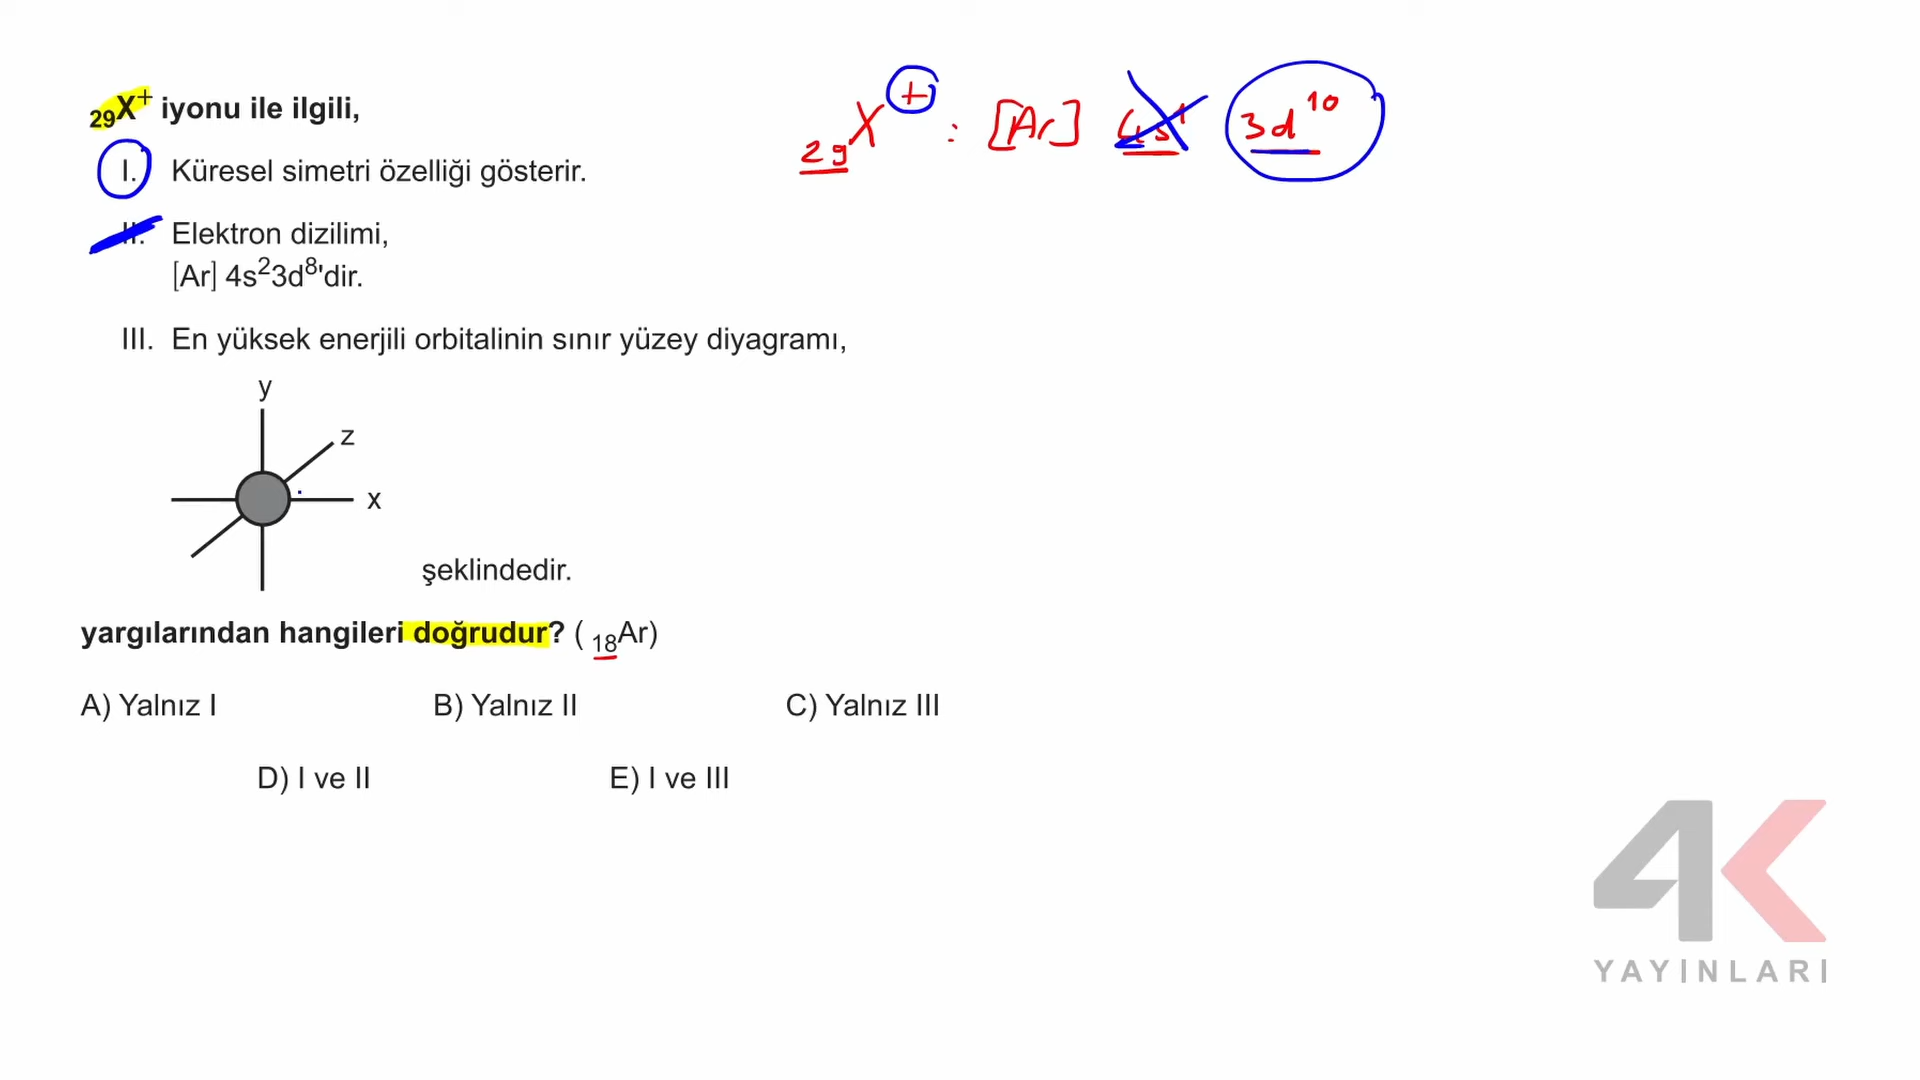 ₂₉X⁺ iyonu ile ilgili,
I. Küresel simetri özelliği gösterir.
II. Elektron dizilimi,
[Ar] 4s²3d⁸'dir.
III. En yüksek enerjili orbitalinin sınır yüzey diyagramı,
y
z
x
şeklindedir.
yargılarından hangileri doğrudur? ( ₁₈Ar)
A) Yalnız I B) Yalnız II C) Yalnız III
D) I ve II E) I ve III
₂₉X⁺ : [Ar] 4s¹ 3d¹⁰
4K
YAYINLARI